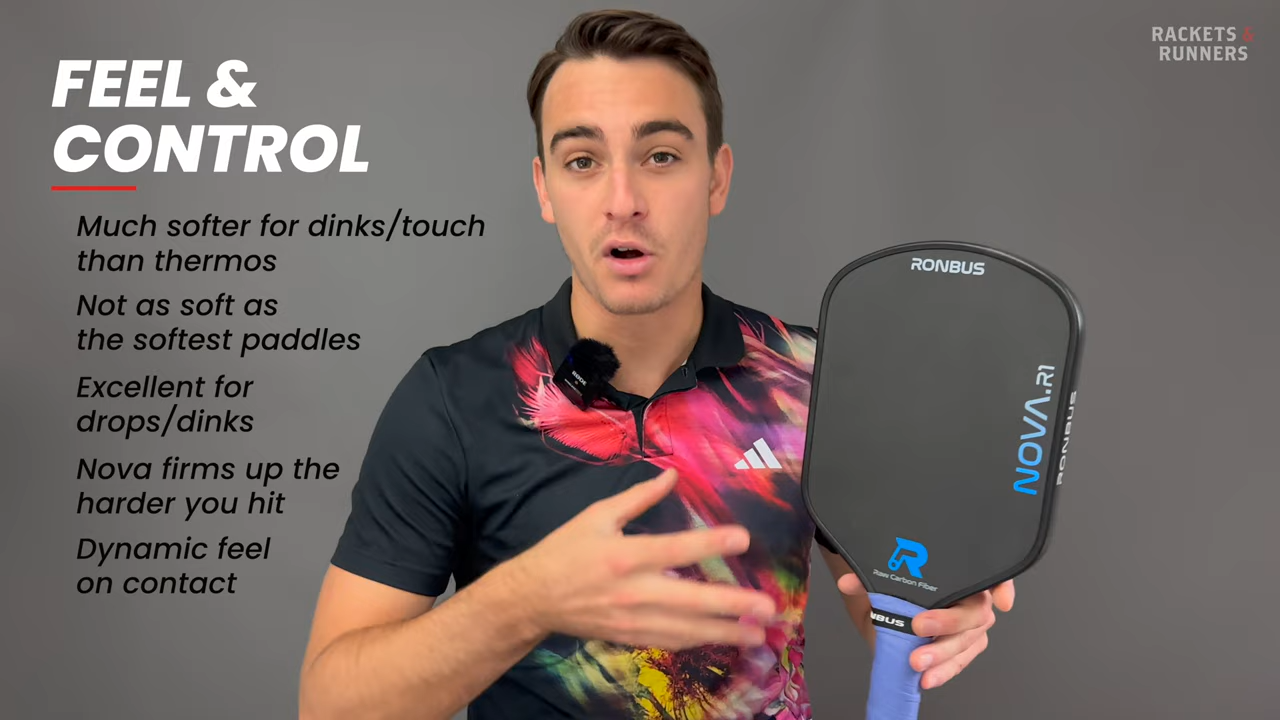 FEEL &
CONTROL
Much softer for dinks/touch
than thermos
Not as soft as
the softest paddles
Excellent for
drops/dinks
Nova firms up the
harder you hit
Dynamic feel
on contact
RACKETS &
RUNNERS
RODE
RONBUS
NOVA.R1
RONBUS
R
Raw Carbon Fiber
NBUS